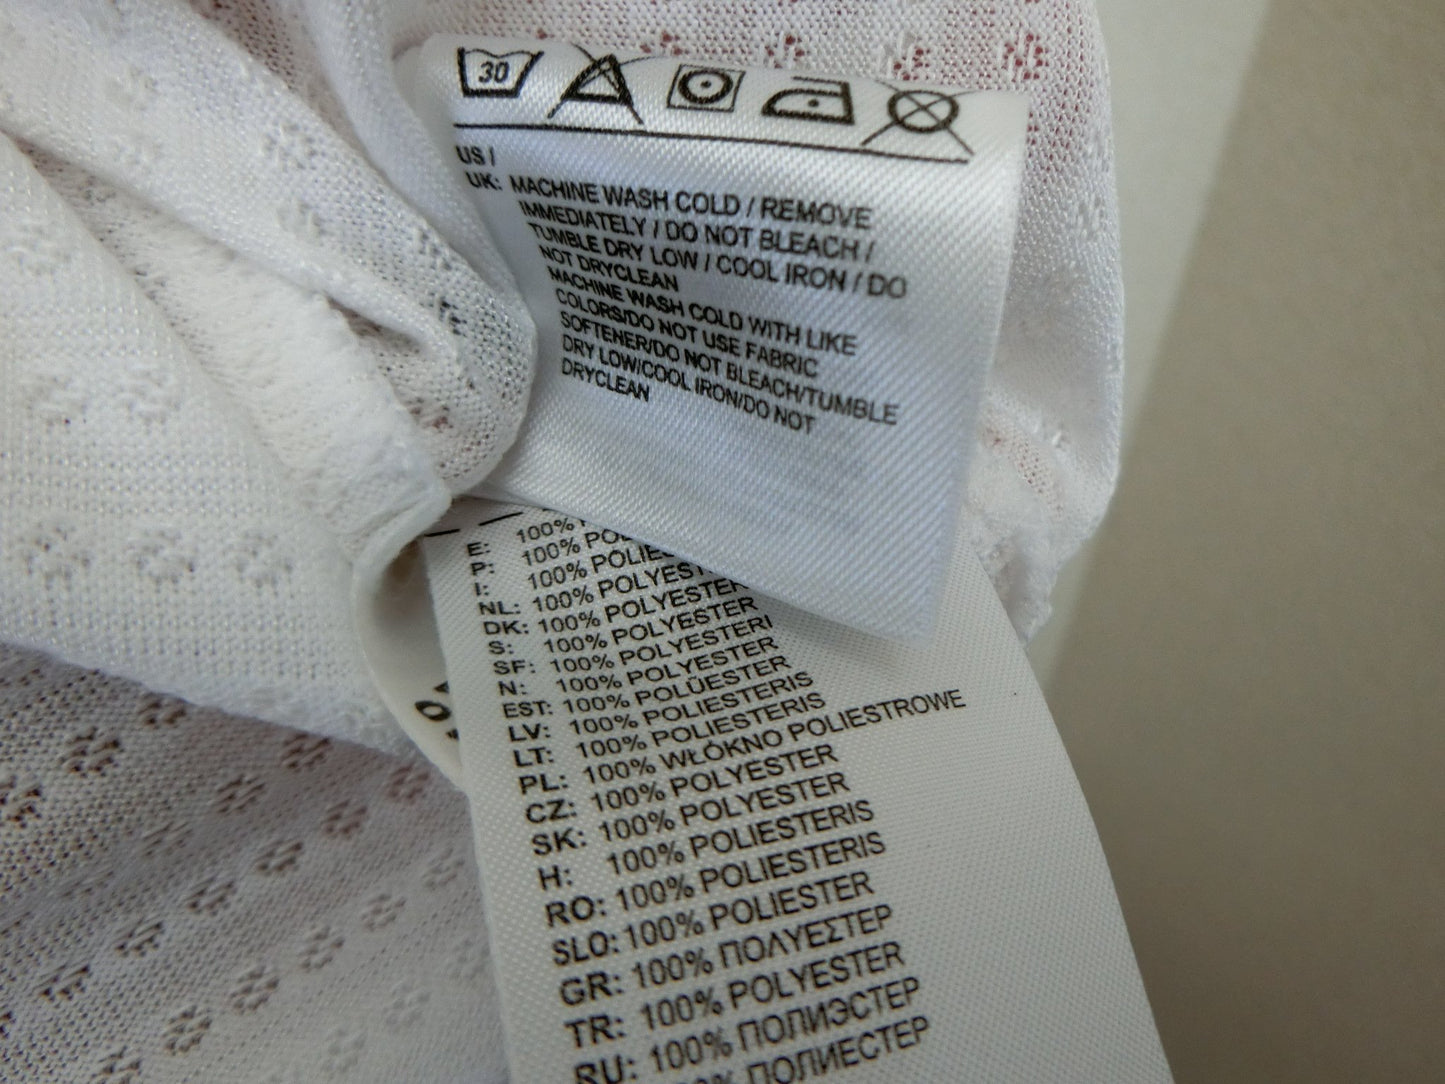 30
US /
UK: MACHINE WASH COLD / REMOVE
IMMEDIATELY / DO NOT BLEACH /
TUMBLE DRY LOW / COOL IRON / DO
NOT DRYCLEAN
MACHINE WASH COLD WITH LIKE
COLORS/DO NOT USE FABRIC
SOFTENER/DO NOT BLEACH/TUMBLE
DRY LOW/COOL IRON/DO NOT
DRYCLEAN
E: 100%
P: 100%
I: 100%
NL: 100% POLYESTER
DK: 100% POLYESTER
S: 100% POLYESTER
SF: 100% POLYESTERI
N: 100% POLYESTER
EST: 100% POLÜESTER
LV: 100% POLIESTERIS
LT: 100% POLIESTERIS
PL: 100% WŁÓKNO POLIESTROWE
CZ: 100% POLYESTER
SK: 100% POLYESTER
H: 100% POLIESTERIS
RO: 100% POLIESTERIS
SLO: 100% POLIESTER
GR: 100% ΠΟΛΥΕΣΤΕΡ
TR: 100% POLYESTER
RU: 100% ПОЛИЭСТЕР
ПОЛИЕСТЕР